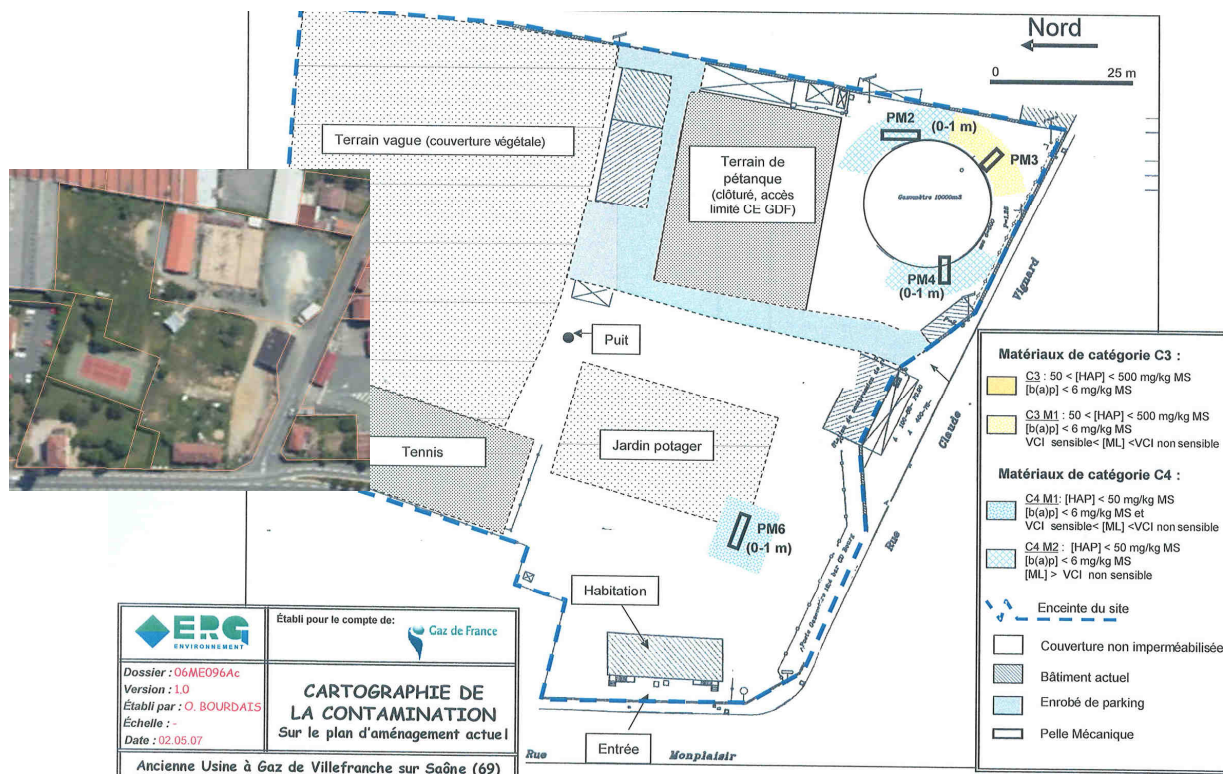 Nord
0 25 m
Terrain vague (couverture végétale)
Terrain de
pétanque
(clôturé, accès
limité CE GDF)
PM2
(0-1 m)
PM3
Gazomètre 10000m3
PM4
(0-1 m)
Puit
Tennis
Jardin potager
PM6
(0-1 m)
Habitation
Entrée
Rue Monplaisir
Rue Claude Vignard
Matériaux de catégorie C3 :
C3 : 50 < [HAP] < 500 mg/kg MS
[b(a)p] < 6 mg/kg MS
C3 M1 : 50 < [HAP] < 500 mg/kg MS
[b(a)p] < 6 mg/kg MS
VCI sensible< [ML] <VCI non sensible
Matériaux de catégorie C4 :
C4 M1: [HAP] < 50 mg/kg MS
[b(a)p] < 6 mg/kg MS et
VCI sensible< [ML] <VCI non sensible
C4 M2 : [HAP] < 50 mg/kg MS
[b(a)p] < 6 mg/kg MS
[ML] > VCI non sensible
Enceinte du site
Couverture non imperméabilisée
Bâtiment actuel
Enrobé de parking
Pelle Mécanique
ERG
ENVIRONNEMENT
Établi pour le compte de:
Gaz de France
Dossier : 06ME096Ac
Version : 1.0
Établi par : O. BOURDAIS
Échelle : -
Date : 02.05.07
CARTOGRAPHIE DE
LA CONTAMINATION
Sur le plan d'aménagement actuel
Ancienne Usine à Gaz de Villefranche sur Saône (69)